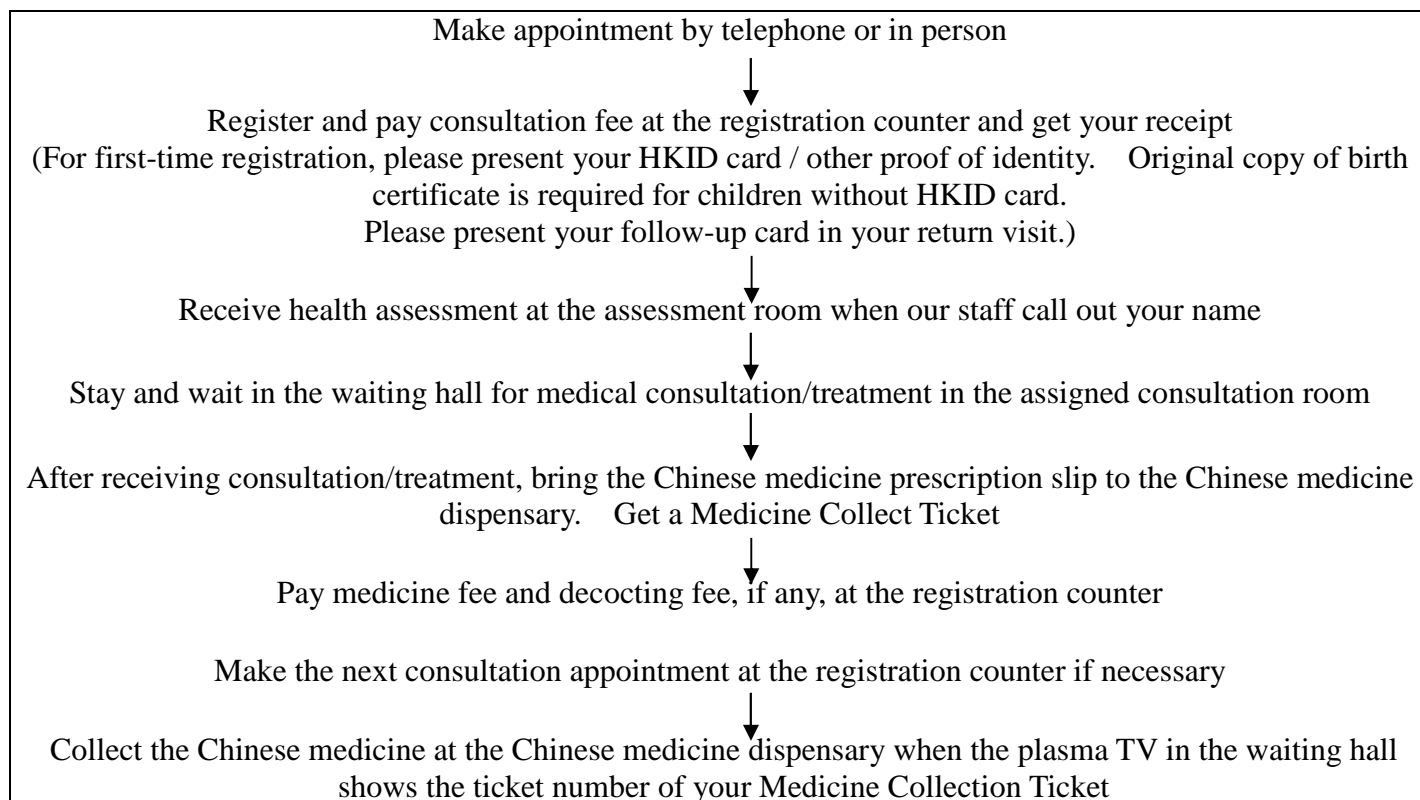 Make appointment by telephone or in person
Register and pay consultation fee at the registration counter and get your receipt
(For first-time registration, please present your HKID card / other proof of identity. Original copy of birth
certificate is required for children without HKID card.
Please present your follow-up card in your return visit.)
Receive health assessment at the assessment room when our staff call out your name
Stay and wait in the waiting hall for medical consultation/treatment in the assigned consultation room
After receiving consultation/treatment, bring the Chinese medicine prescription slip to the Chinese medicine
dispensary. Get a Medicine Collect Ticket
Pay medicine fee and decocting fee, if any, at the registration counter
Make the next consultation appointment at the registration counter if necessary
Collect the Chinese medicine at the Chinese medicine dispensary when the plasma TV in the waiting hall
shows the ticket number of your Medicine Collection Ticket